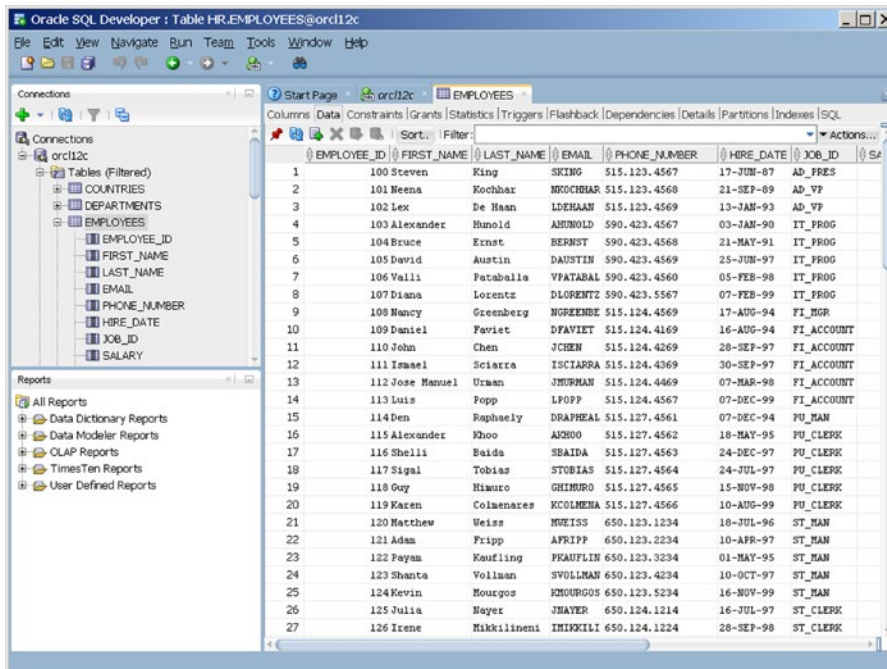 Oracle SQL Developer : Table HR.EMPLOYEES@orcl12c
File Edit View Navigate Run Team Tools Window Help
Connections
Connections
orcl12c
Tables (Filtered)
COUNTRIES
DEPARTMENTS
EMPLOYEES
EMPLOYEE_ID
FIRST_NAME
LAST_NAME
EMAIL
PHONE_NUMBER
HIRE_DATE
JOB_ID
SALARY
Reports
All Reports
Data Dictionary Reports
Data Modeler Reports
OLAP Reports
TimesTen Reports
User Defined Reports
Start Page orcl12c EMPLOYEES
Columns Data Constraints Grants Statistics Triggers Flashback Dependencies Details Partitions Indexes SQL
Sort.. Filter: Actions...
EMPLOYEE_ID FIRST_NAME LAST_NAME EMAIL PHONE_NUMBER HIRE_DATE JOB_ID SA
1 100 Steven King SKING 515.123.4567 17-JUN-87 AD_PRES
2 101 Neena Kochhar NKOCHHAR 515.123.4568 21-SEP-89 AD_VP
3 102 Lex De Haan LDEHAAN 515.123.4569 13-JAN-93 AD_VP
4 103 Alexander Hunold AHUNOLD 590.423.4567 03-JAN-90 IT_PROG
5 104 Bruce Ernst BERNST 590.423.4568 21-MAY-91 IT_PROG
6 105 David Austin DAUSTIN 590.423.4569 25-JUN-97 IT_PROG
7 106 Valli Pataballa VPATABAL 590.423.4560 05-FEB-98 IT_PROG
8 107 Diana Lorentz DLORENTZ 590.423.5567 07-FEB-99 IT_PROG
9 108 Nancy Greenberg NGREENBE 515.124.4569 17-AUG-94 FI_MGR
10 109 Daniel Faviet DFAVIET 515.124.4169 16-AUG-94 FI_ACCOUNT
11 110 John Chen JCHEN 515.124.4269 28-SEP-97 FI_ACCOUNT
12 111 Ismael Sciarra ISCIARRA 515.124.4369 30-SEP-97 FI_ACCOUNT
13 112 Jose Manuel Urman JMURMAN 515.124.4469 07-MAR-98 FI_ACCOUNT
14 113 Luis Popp LPOPP 515.124.4567 07-DEC-99 FI_ACCOUNT
15 114 Den Raphaely DRAPHEAL 515.127.4561 07-DEC-94 PU_MAN
16 115 Alexander Khoo AKHOO 515.127.4562 18-MAY-95 PU_CLERK
17 116 Shelli Baida SBAIDA 515.127.4563 24-DEC-97 PU_CLERK
18 117 Sigal Tobias STOBIAS 515.127.4564 24-JUL-97 PU_CLERK
19 118 Guy Himuro GHIMURO 515.127.4565 15-NOV-98 PU_CLERK
20 119 Karen Colmenares KCOLMENA 515.127.4566 10-AUG-99 PU_CLERK
21 120 Matthew Weiss MWEISS 650.123.1234 18-JUL-96 ST_MAN
22 121 Adam Fripp AFRIPP 650.123.2234 10-APR-97 ST_MAN
23 122 Payam Kaufling PKAUFLIN 650.123.3234 01-MAY-95 ST_MAN
24 123 Shanta Vollman SVOLLMAN 650.123.4234 10-OCT-97 ST_MAN
25 124 Kevin Mourgos KMOURGOS 650.123.5234 16-NOV-99 ST_MAN
26 125 Julia Nayer JNAYER 650.124.1214 16-JUL-97 ST_CLERK
27 126 Irene Mikkilineni IMIKKILI 650.124.1224 28-SEP-98 ST_CLERK